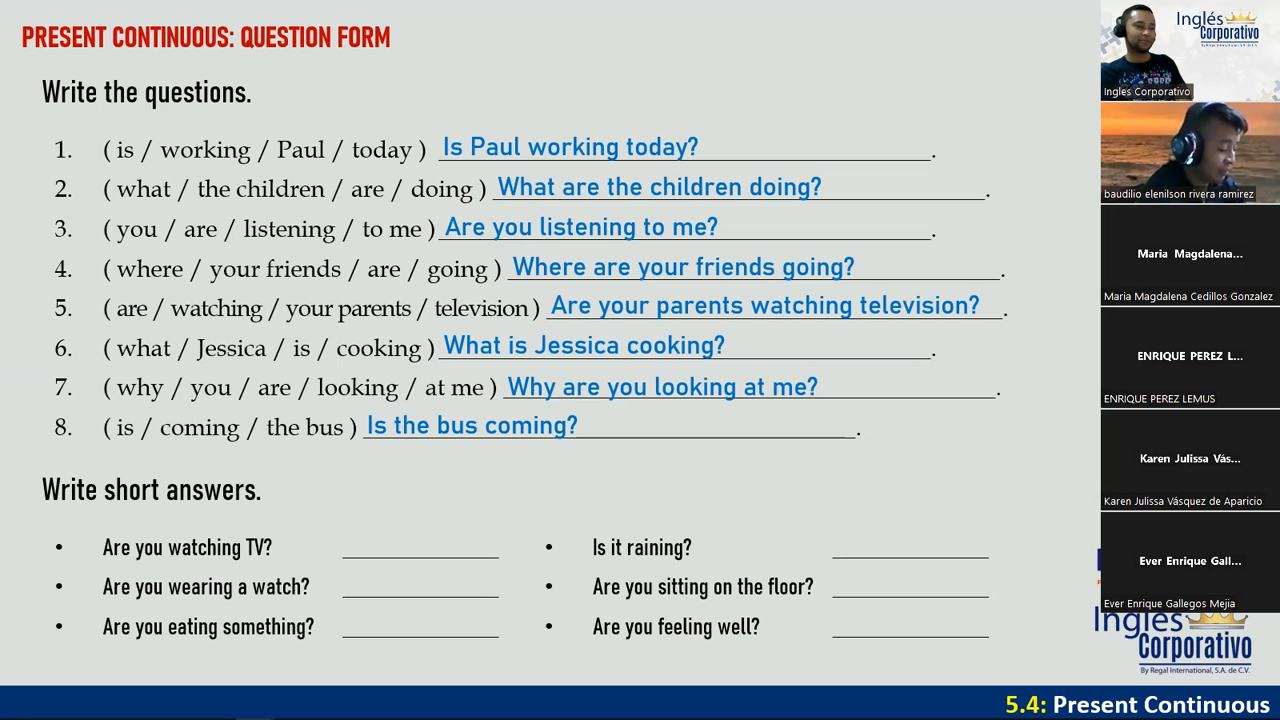 PRESENT CONTINUOUS: QUESTION FORM
Write the questions.
1. ( is / working / Paul / today ) Is Paul working today? .
2. ( what / the children / are / doing ) What are the children doing? .
3. ( you / are / listening / to me ) Are you listening to me? .
4. ( where / your friends / are / going ) Where are your friends going? .
5. ( are / watching / your parents / television ) Are your parents watching television? .
6. ( what / Jessica / is / cooking ) What is Jessica cooking? .
7. ( why / you / are / looking / at me ) Why are you looking at me? .
8. ( is / coming / the bus ) Is the bus coming? .
Write short answers.
• Are you watching TV? • Is it raining?
• Are you wearing a watch? • Are you sitting on the floor?
• Are you eating something? • Are you feeling well?
5.4: Present Continuous
Inglés
Corporativo
By Regal International, S.A. de C.V.
Ingles Corporativo
baudilio elenilson rivera ramirez
Maria Magdalena...
Maria Magdalena Cedillos Gonzalez
ENRIQUE PEREZ L...
ENRIQUE PEREZ LEMUS
Karen Julissa Vás...
Karen Julissa Vásquez de Aparicio
Ever Enrique Gall...
Ever Enrique Gallegos Mejia
Inglés
Corporativo
By Regal International, S.A. de C.V.